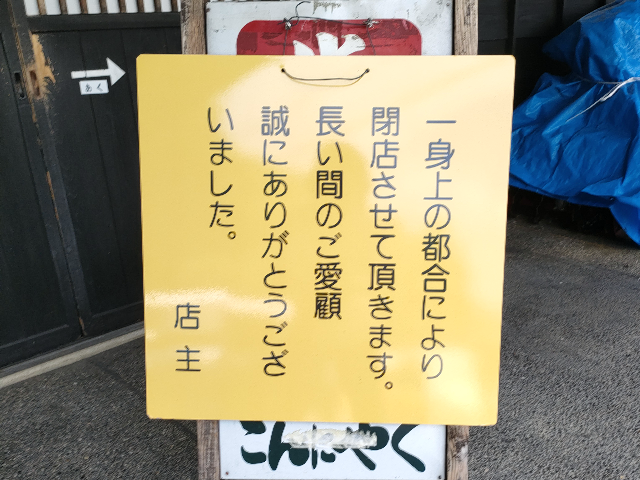 一身上の都合により
閉店させて頂きます。
長い間のご愛顧
誠にありがとうござ
いました。
店主
あく
こんにゃく